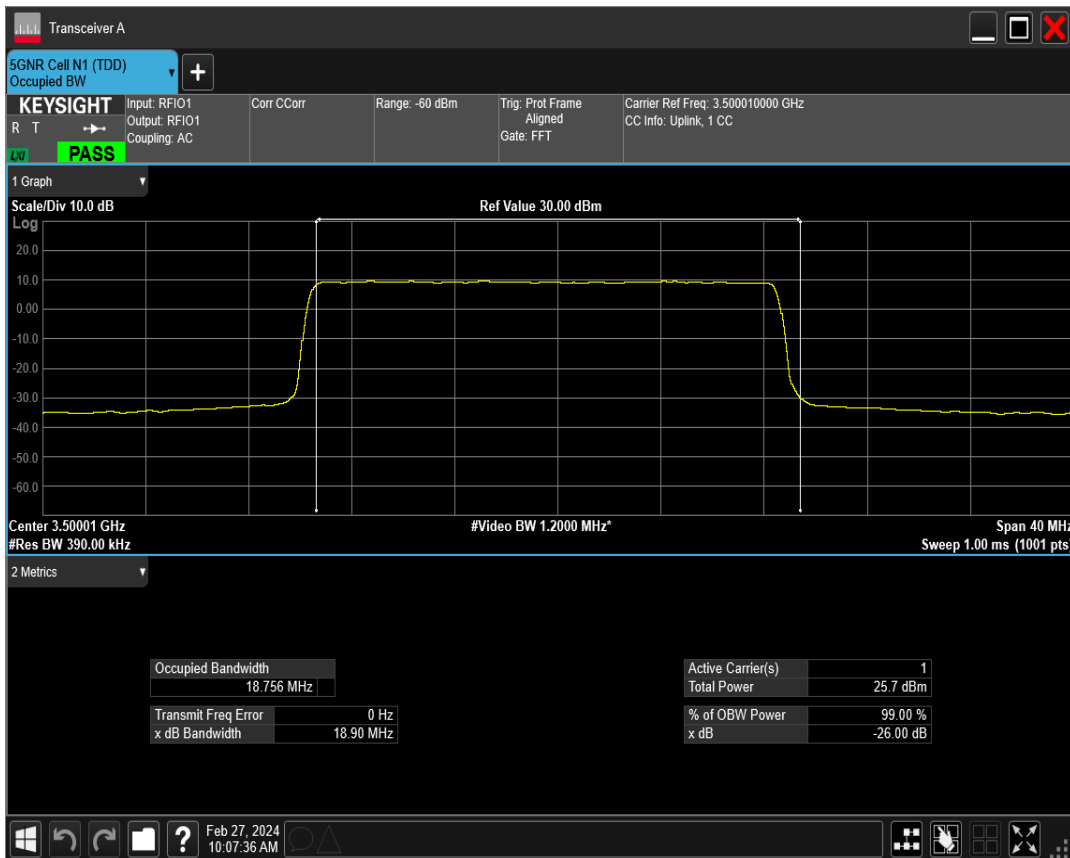 Transceiver A
5GNR Cell N1 (TDD)
Occupied BW
+
KEYSIGHT
R T
LXI
PASS
Input: RFIO1
Output: RFIO1
Coupling: AC
Corr CCorr
Range: -60 dBm
Trig: Prot Frame
Aligned
Gate: FFT
Carrier Ref Freq: 3.500010000 GHz
CC Info: Uplink, 1 CC
1 Graph
Scale/Div 10.0 dB
Ref Value 30.00 dBm
Log
20.0
10.0
0.00
-10.0
-20.0
-30.0
-40.0
-50.0
-60.0
Center 3.50001 GHz
#Video BW 1.2000 MHz*
Span 40 MHz
#Res BW 390.00 kHz
Sweep 1.00 ms (1001 pts)
2 Metrics
Occupied Bandwidth
18.756 MHz
Transmit Freq Error 0 Hz
x dB Bandwidth 18.90 MHz
Active Carrier(s) 1
Total Power 25.7 dBm
% of OBW Power 99.00 %
x dB -26.00 dB
?
Feb 27, 2024
10:07:36 AM